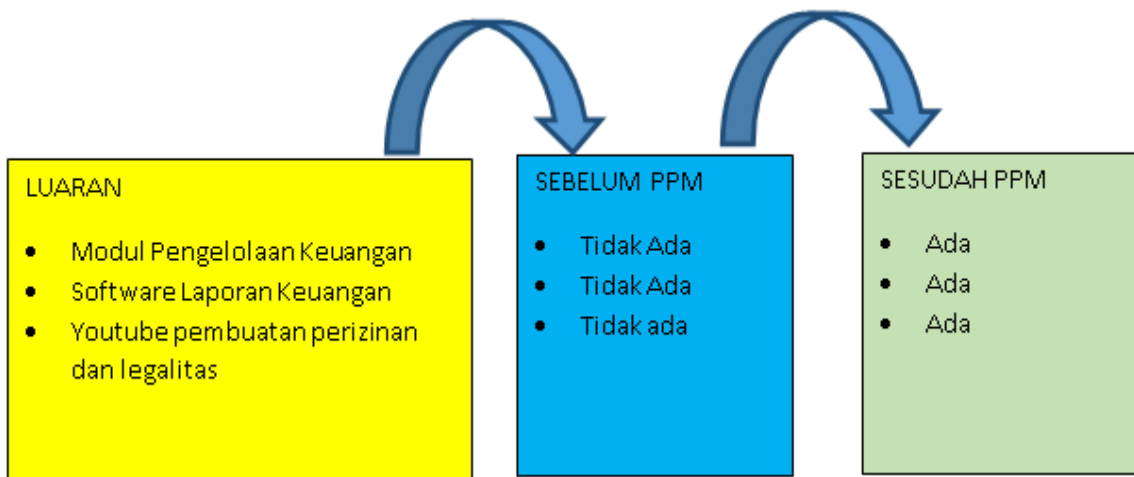 LUARAN
• Modul Pengelolaan Keuangan
• Software Laporan Keuangan
• Youtube pembuatan perizinan
dan legalitas
SEBELUM PPM
• Tidak Ada
• Tidak Ada
• Tidak ada
SESUDAH PPM
• Ada
• Ada
• Ada